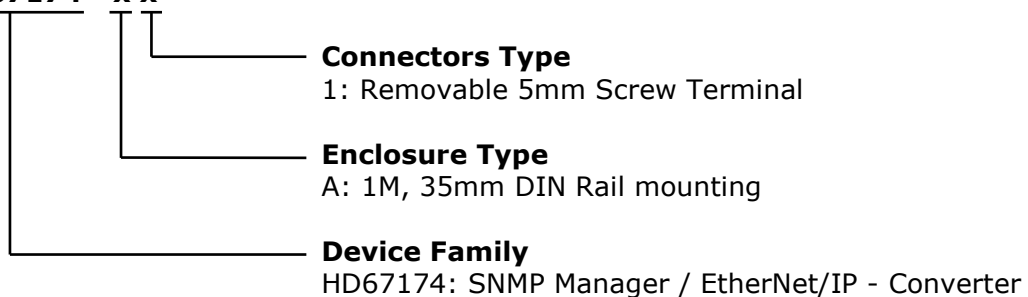 Connectors Type
1: Removable 5mm Screw Terminal
Enclosure Type
A: 1M, 35mm DIN Rail mounting
Device Family
HD67174: SNMP Manager / EtherNet/IP - Converter